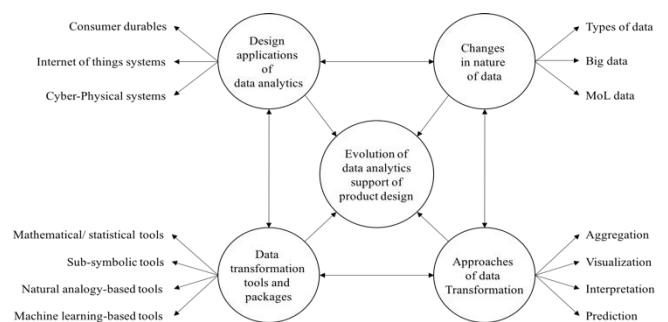 Consumer durables
Internet of things systems
Cyber-Physical systems
Design
applications
of
data analytics
Changes
in nature
of data
Types of data
Big data
MoL data
Evolution of
data analytics
support of
product design
Mathematical/ statistical tools
Sub-symbolic tools
Natural analogy-based tools
Machine learning-based tools
Data
transformation
tools and
packages
Approaches
of data
Transformation
Aggregation
Visualization
Interpretation
Prediction